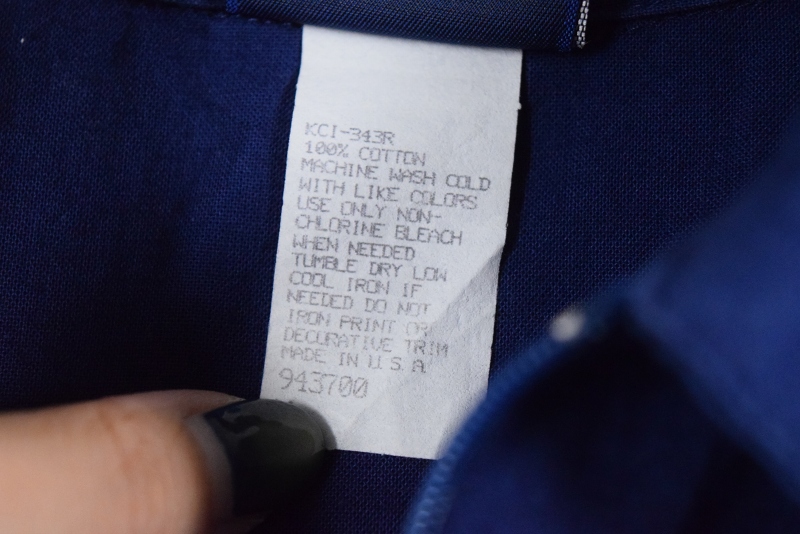 KCI-343R
100% COTTON
MACHINE WASH COLD
WITH LIKE COLORS
USE ONLY NON-
CHLORINE BLEACH
WHEN NEEDED
TUMBLE DRY LOW
COOL IRON IF
NEEDED DO NOT
IRON PRINT OR
DECORATIVE TRIM
MADE IN U.S.A
943700